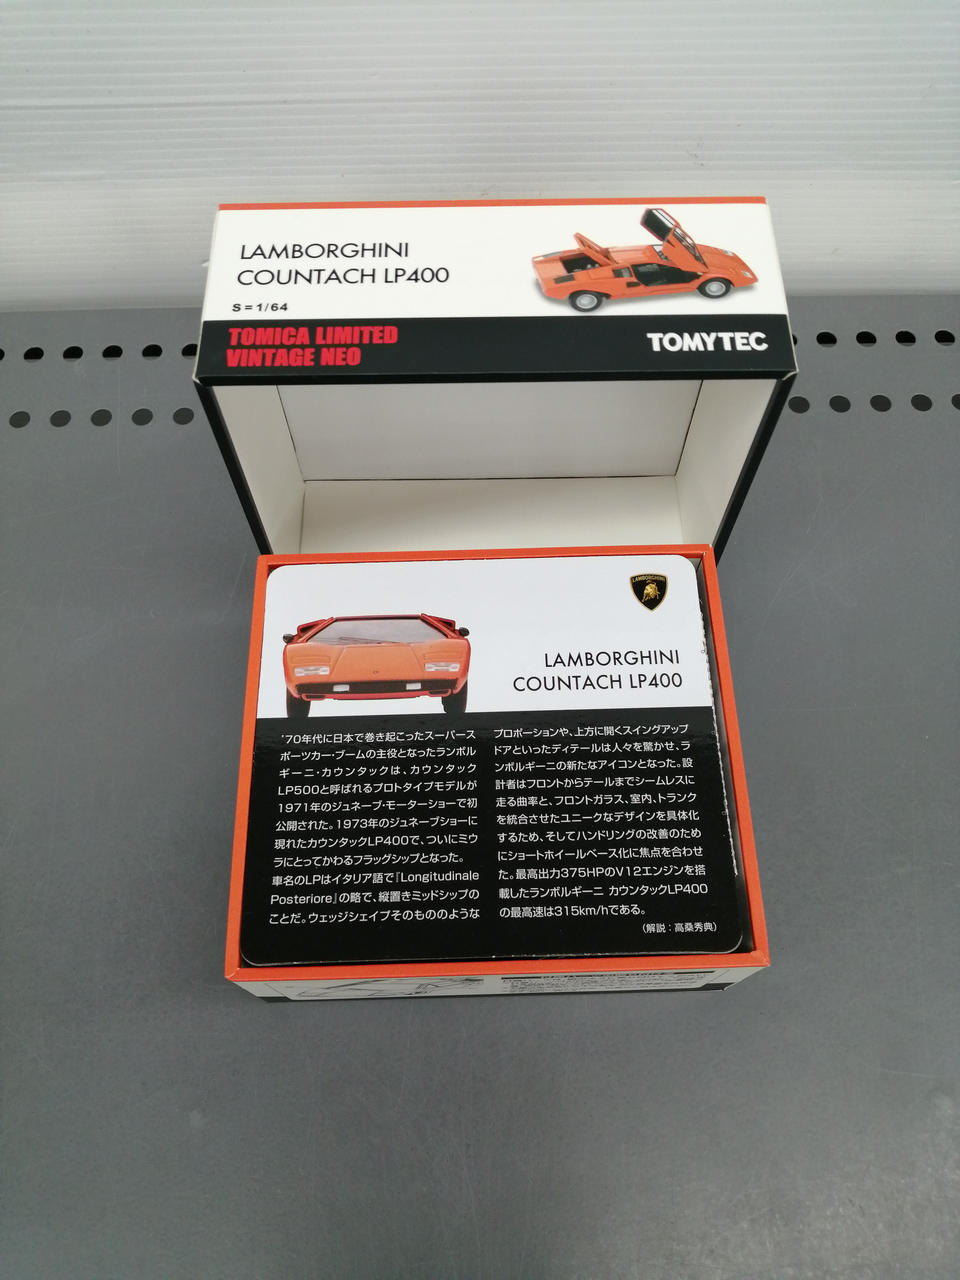 LAMBORGHINI
COUNTACH LP400
S=1/64
TOMICA LIMITED
VINTAGE NEO
TOMYTEC
LAMBORGHINI
LAMBORGHINI
COUNTACH LP400
'70年代に日本で巻き起こったスーパース
ポーツカー・ブームの主役となったランボル
ギーニ・カウンタックは、カウンタック
LP500と呼ばれるプロトタイプモデルが
1971年のジュネーブ・モーターショーで初
公開された。1973年のジュネーブショーに
現れたカウンタックLP400で、ついにミウ
ラにとってかわるフラッグシップとなった。
車名のLPはイタリア語で『Longitudinale
Posteriore』の略で、縦置きミッドシップの
ことだ。ウェッジシェイプそのもののような
プロポーションや、上方に開くスイングアップ
ドアといったディテールは人々を驚かせ、ラ
ンボルギーニの新たなアイコンとなった。設
計者はフロントからテールまでシームレスに
走る曲率と、フロントガラス、室内、トランク
を統合させたユニークなデザインを具体化
するため、そしてハンドリングの改善のため
にショートホイールベース化に焦点を合わせ
た。最高出力375HPのV12エンジンを搭
載したランボルギーニ カウンタックLP400
の最高速は315km/hである。
（解説：高桑秀典）